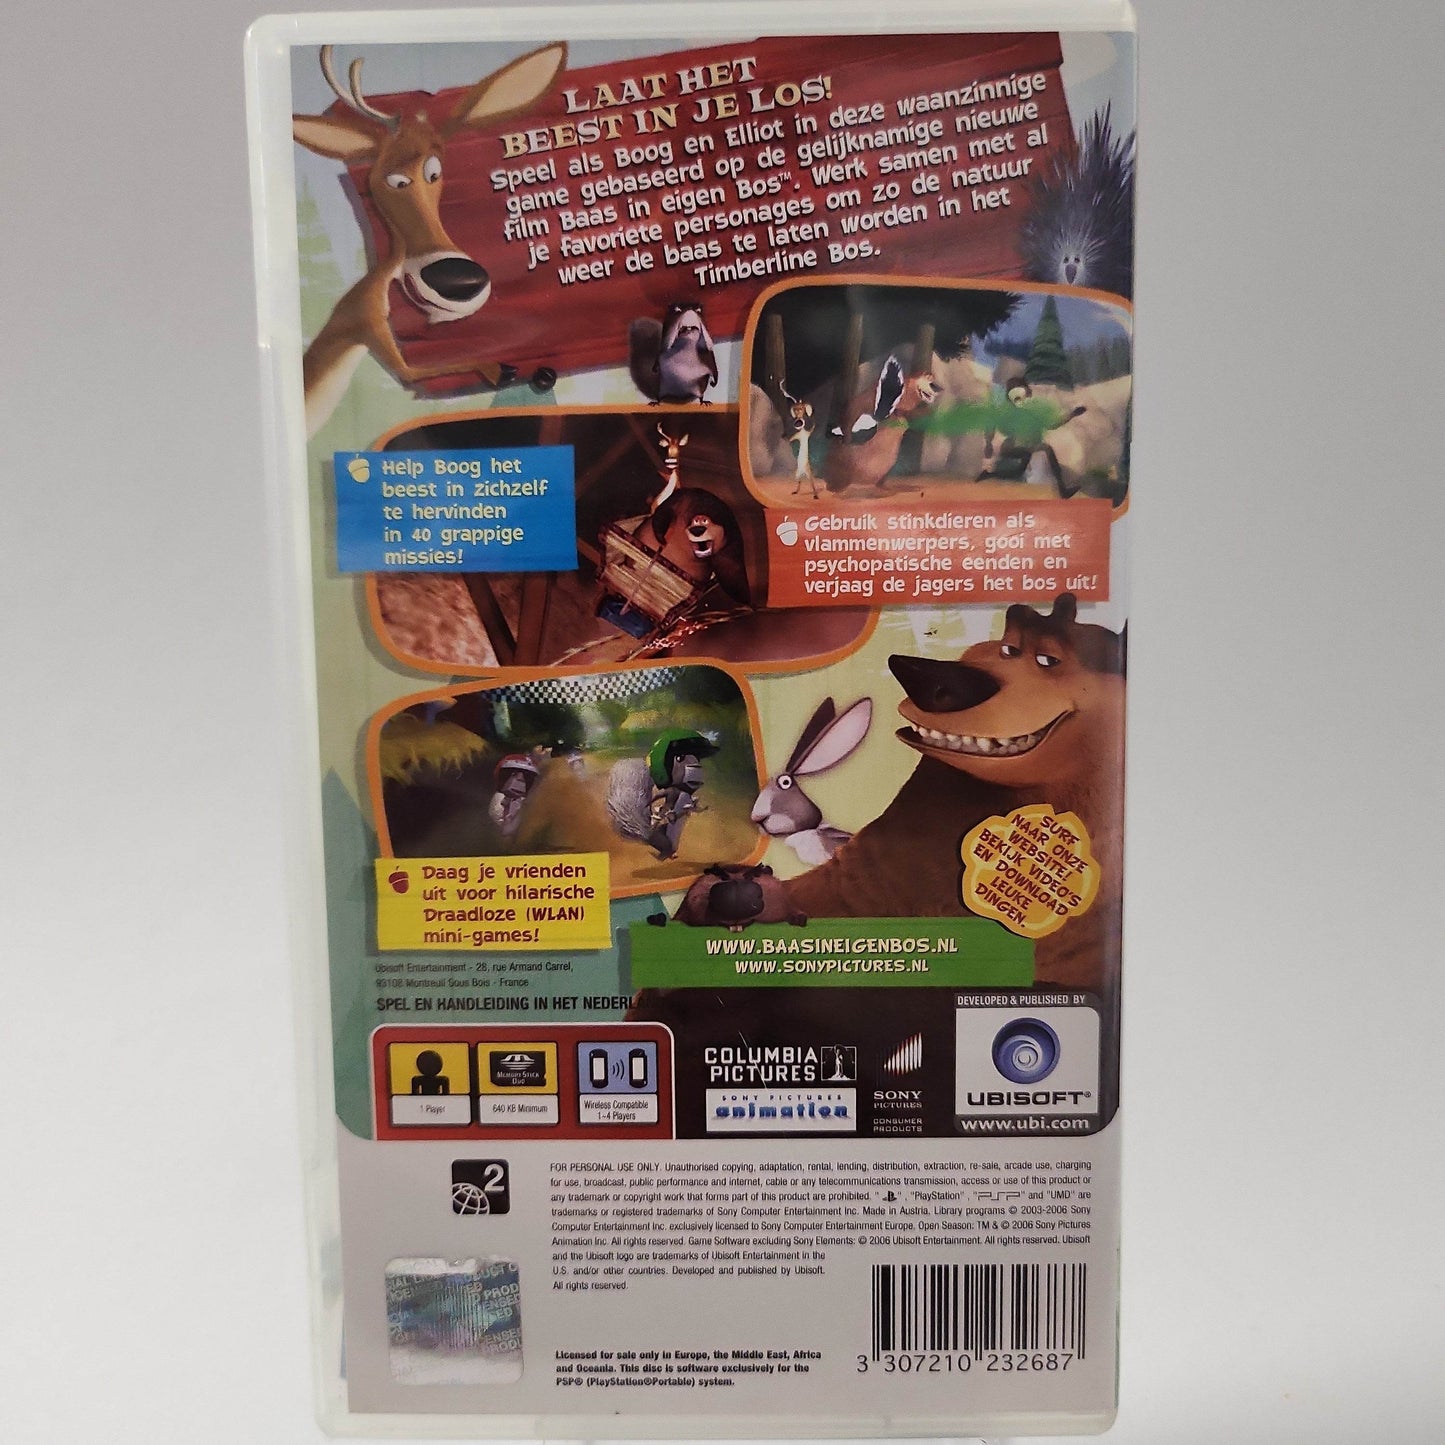 LAAT HET
BEEST IN JE LOS!
Speel als Boog en Elliot in deze waanzinnige
game gebaseerd op de gelijknamige nieuwe
film Baas in eigen Bos™. Werk samen met al
je favoriete personages om zo de natuur
weer de baas te laten worden in het
Timberline Bos.
Help Boog het
beest in zichzelf
te hervinden
in 40 grappige
missies!
Gebruik stinkdieren als
vlammenwerpers, gooi met
psychopatische eenden en
verjaag de jagers het bos uit!
Daag je vrienden
uit voor hilarische
Draadloze (WLAN)
mini-games!
SURF
NAAR ONZE
WEBSITE!
BEKIJK VIDEO'S
EN DOWNLOAD
LEUKE
DINGEN.
WWW.BAASINEIGENBOS.NL
WWW.SONYPICTURES.NL
Ubisoft Entertainment - 28, rue Armand Carrel,
93108 Montreuil Sous Bois - France
SPEL EN HANDLEIDING IN HET
DEVELOPED & PUBLISHED BY
UBISOFT®
www.ubi.com
1 Player
MEMORY STICK
DUO
640 KB Minimum
Wireless Compatible
1-4 Players
COLUMBIA
PICTURES
SONY PICTURES
animation
SONY
PICTURES
CONSUMER
PRODUCTS
2
FOR PERSONAL USE ONLY. Unauthorised copying, adaptation, rental, lending, distribution, extraction, re-sale, arcade use, charging
for use, broadcast, public performance and internet, cable or any telecommunications transmission, access or use of this product or
any trademark or copyright work that forms part of this product are prohibited. " ", "PlayStation", "PSP" and "UMD" are
trademarks or registered trademarks of Sony Computer Entertainment Inc. Made in Austria. Library programs © 2003-2006 Sony
Computer Entertainment Inc. exclusively licensed to Sony Computer Entertainment Europe. Open Season: TM & © 2006 Sony Pictures
Animation Inc. All rights reserved. Game Software excluding Sony Elements: © 2006 Ubisoft Entertainment. All rights reserved. Ubisoft
and the Ubisoft logo are trademarks of Ubisoft Entertainment in the
U.S. and/or other countries. Developed and published by Ubisoft.
All rights reserved.
Licensed for sale only in Europe, the Middle East, Africa
and Oceania. This disc is software exclusively for the
PSP® (PlayStation®Portable) system.
3 307210 232687